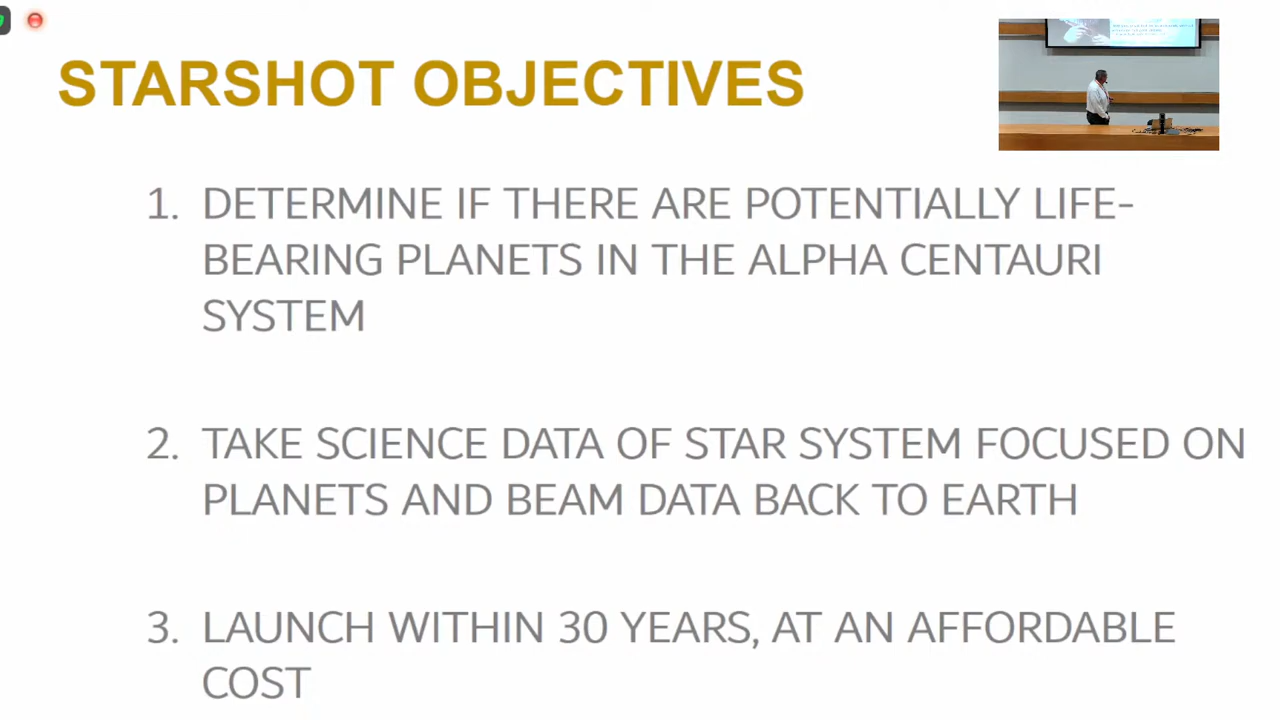 STARSHOT OBJECTIVES
1. DETERMINE IF THERE ARE POTENTIALLY LIFE-
BEARING PLANETS IN THE ALPHA CENTAURI
SYSTEM
2. TAKE SCIENCE DATA OF STAR SYSTEM FOCUSED ON
PLANETS AND BEAM DATA BACK TO EARTH
3. LAUNCH WITHIN 30 YEARS, AT AN AFFORDABLE
COST